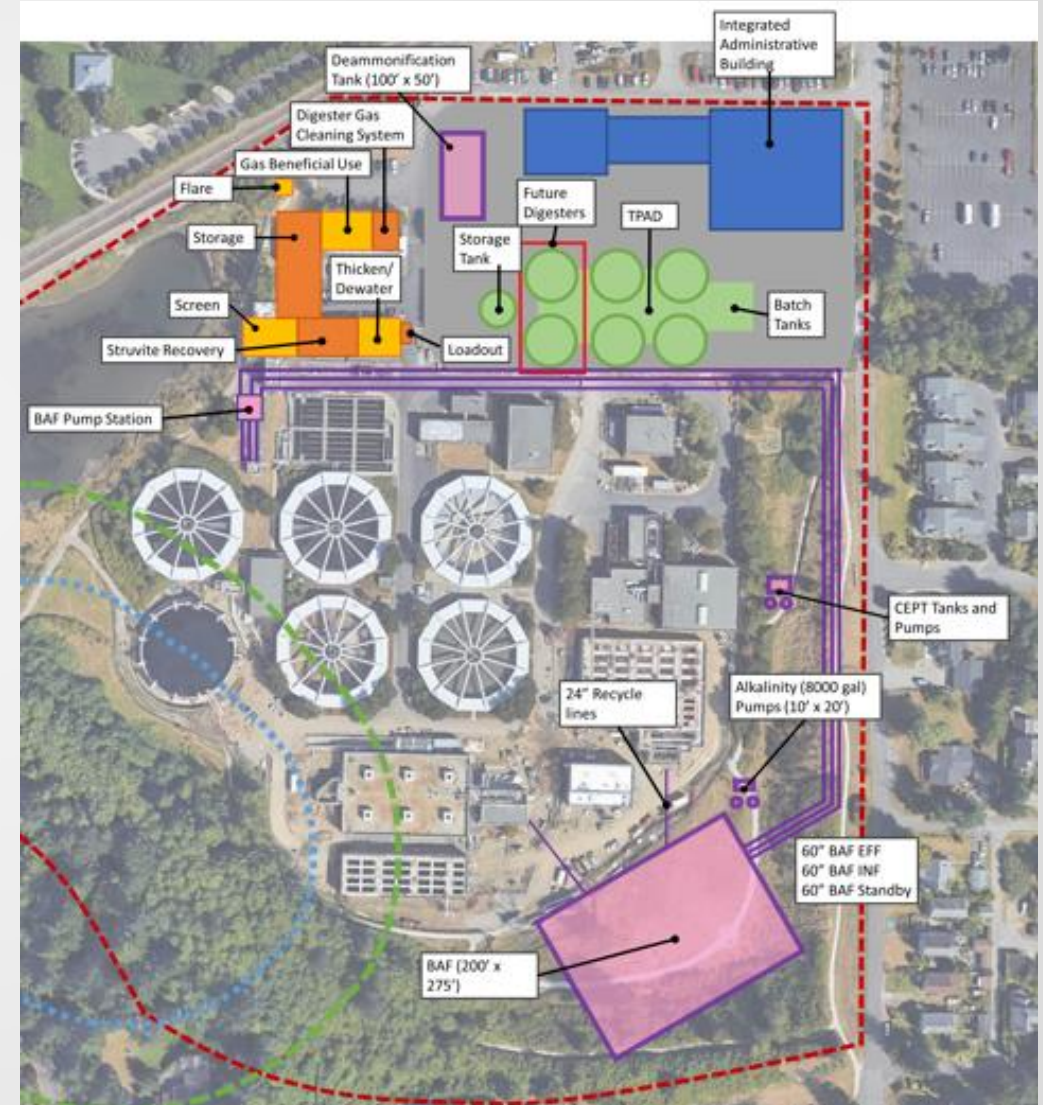 Integrated
Administrative
Building
Deammonification
Tank (100' x 50')
Digester Gas
Cleaning System
Gas Beneficial Use
Flare
Future
Digesters
TPAD
Storage
Storage
Tank
Thicken/
Dewater
Screen
Batch
Tanks
Struvite Recovery
Loadout
BAF Pump Station
CEPT Tanks and
Pumps
24" Recycle
lines
Alkalinity (8000 gal)
Pumps (10' x 20')
60" BAF EFF
60" BAF INF
60" BAF Standby
BAF (200' x
275')